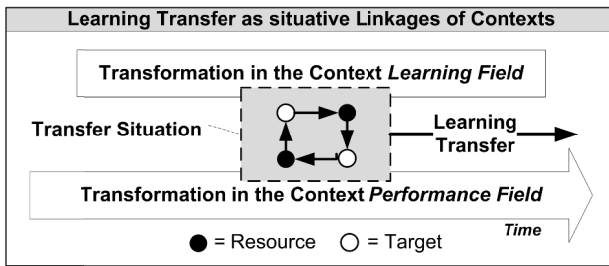 Learning Transfer as situative Linkages of Contexts
Transformation in the Context Learning Field
Transfer Situation
Learning
Transfer
Transformation in the Context Performance Field
Time
= Resource = Target